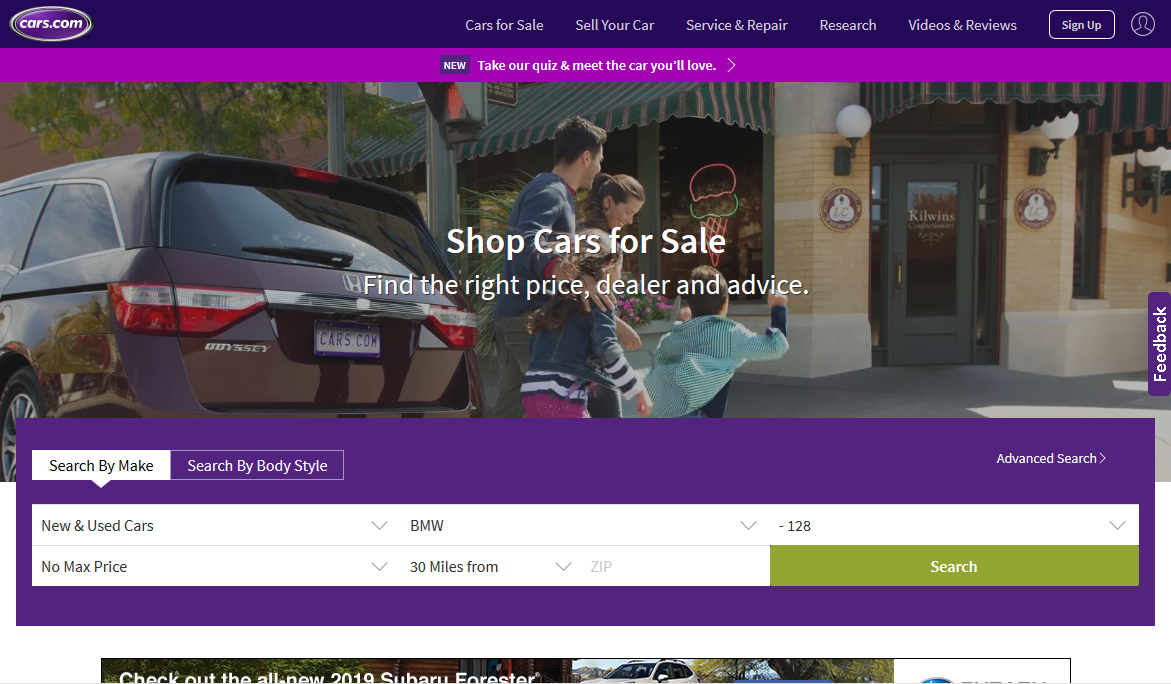 cars.com
Cars for Sale
Sell Your Car
Service & Repair
Research
Videos & Reviews
Sign Up
NEW Take our quiz & meet the car you'll love.
Kilwins
Confectionary
Shop Cars for Sale
Find the right price, dealer and advice.
ODYSSEY
CARS.COM
Feedback
Search By Make
Search By Body Style
Advanced Search
New & Used Cars
BMW
- 128
No Max Price
30 Miles from
ZIP
Search
Check out the all-new 2019 Subaru Forester®
SUBARU